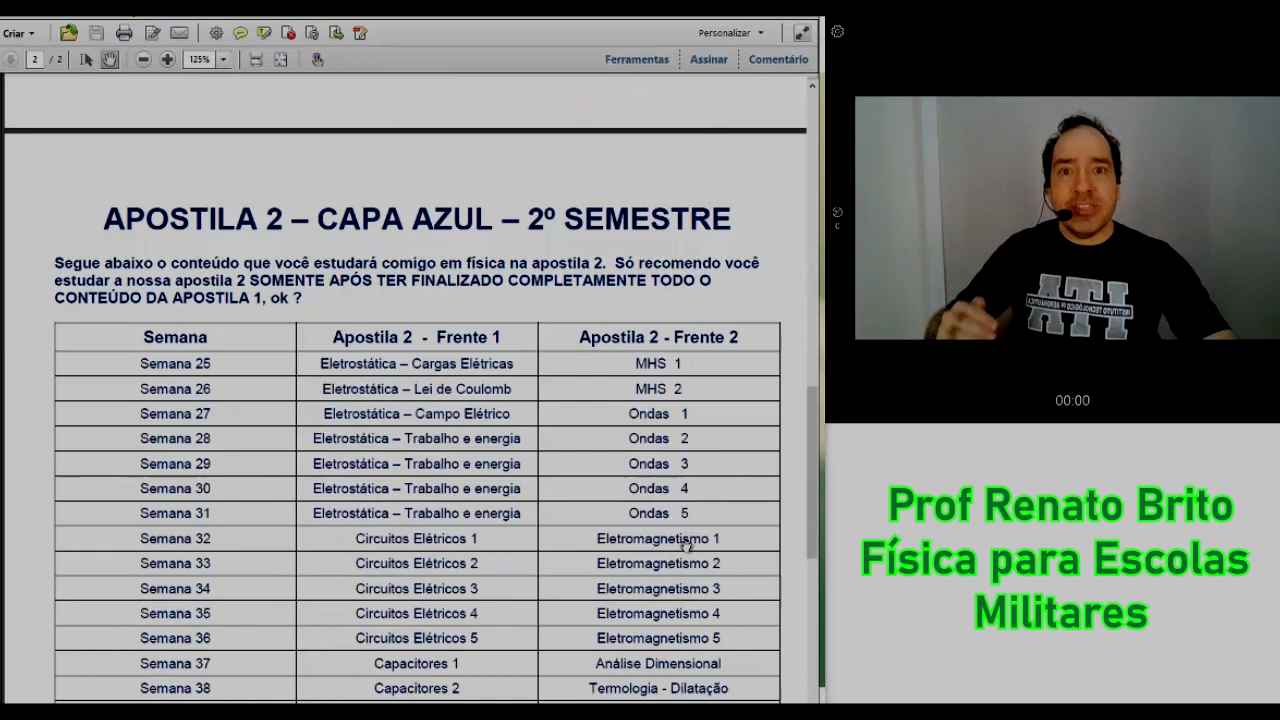 Criar
Personalizar
2 / 2
125%
Ferramentas
Assinar
Comentário
APOSTILA 2 – CAPA AZUL – 2º SEMESTRE
Segue abaixo o conteúdo que você estudará comigo em física na apostila 2. Só recomendo você
estudar a nossa apostila 2 SOMENTE APÓS TER FINALIZADO COMPLETAMENTE TODO O
CONTEÚDO DA APOSTILA 1, ok ?
Semana Apostila 2 - Frente 1 Apostila 2 - Frente 2
Semana 25 Eletrostática – Cargas Elétricas MHS 1
Semana 26 Eletrostática – Lei de Coulomb MHS 2
Semana 27 Eletrostática – Campo Elétrico Ondas 1
Semana 28 Eletrostática – Trabalho e energia Ondas 2
Semana 29 Eletrostática – Trabalho e energia Ondas 3
Semana 30 Eletrostática – Trabalho e energia Ondas 4
Semana 31 Eletrostática – Trabalho e energia Ondas 5
Semana 32 Circuitos Elétricos 1 Eletromagnetismo 1
Semana 33 Circuitos Elétricos 2 Eletromagnetismo 2
Semana 34 Circuitos Elétricos 3 Eletromagnetismo 3
Semana 35 Circuitos Elétricos 4 Eletromagnetismo 4
Semana 36 Circuitos Elétricos 5 Eletromagnetismo 5
Semana 37 Capacitores 1 Análise Dimensional
Semana 38 Capacitores 2 Termologia - Dilatação
ITA
INSTITUTO TECNOLÓGICO DE AERONÁUTICA
00:00
Prof Renato Brito
Física para Escolas
Militares